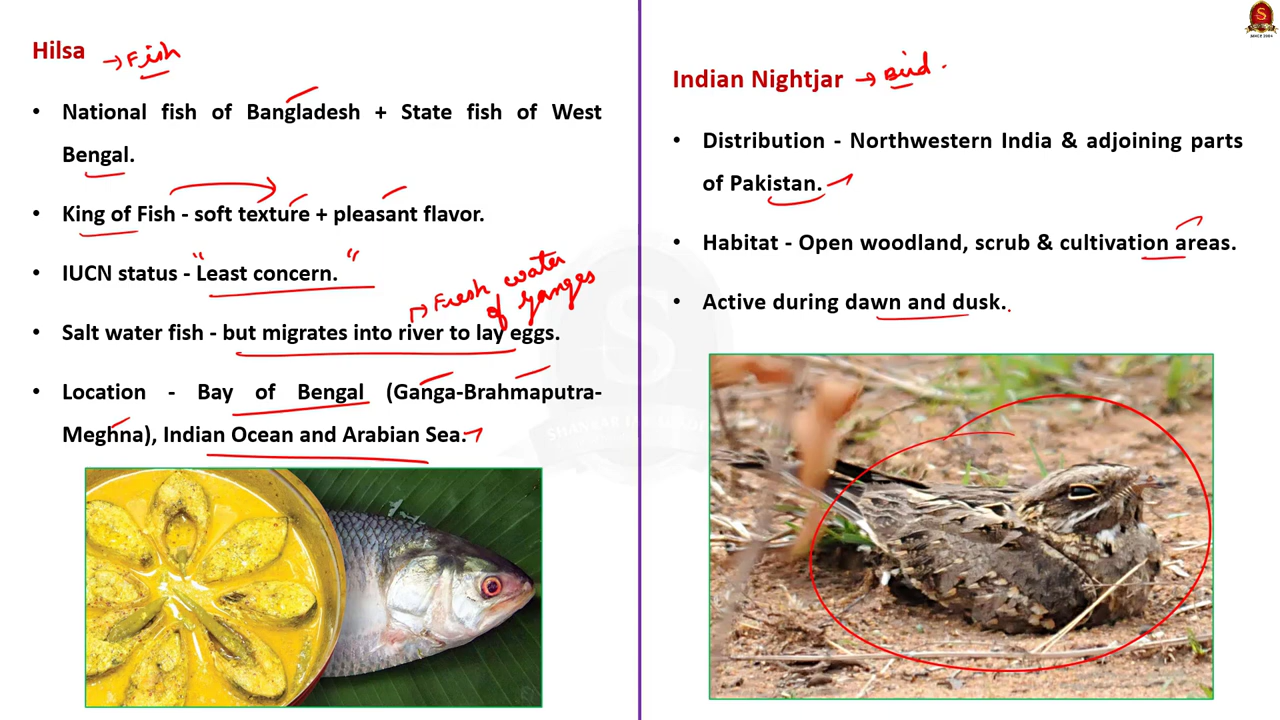 Hilsa → Fish
• National fish of Bangladesh + State fish of West
Bengal.
• King of Fish - soft texture + pleasant flavor.
• IUCN status - "Least concern. "
→ Fresh water
of Ganges
• Salt water fish - but migrates into river to lay eggs.
• Location - Bay of Bengal (Ganga-Brahmaputra-
Meghna), Indian Ocean and Arabian Sea.
Indian Nightjar → Bird.
• Distribution - Northwestern India & adjoining parts
of Pakistan.
• Habitat - Open woodland, scrub & cultivation areas.
• Active during dawn and dusk.
S
SINCE 2004
S